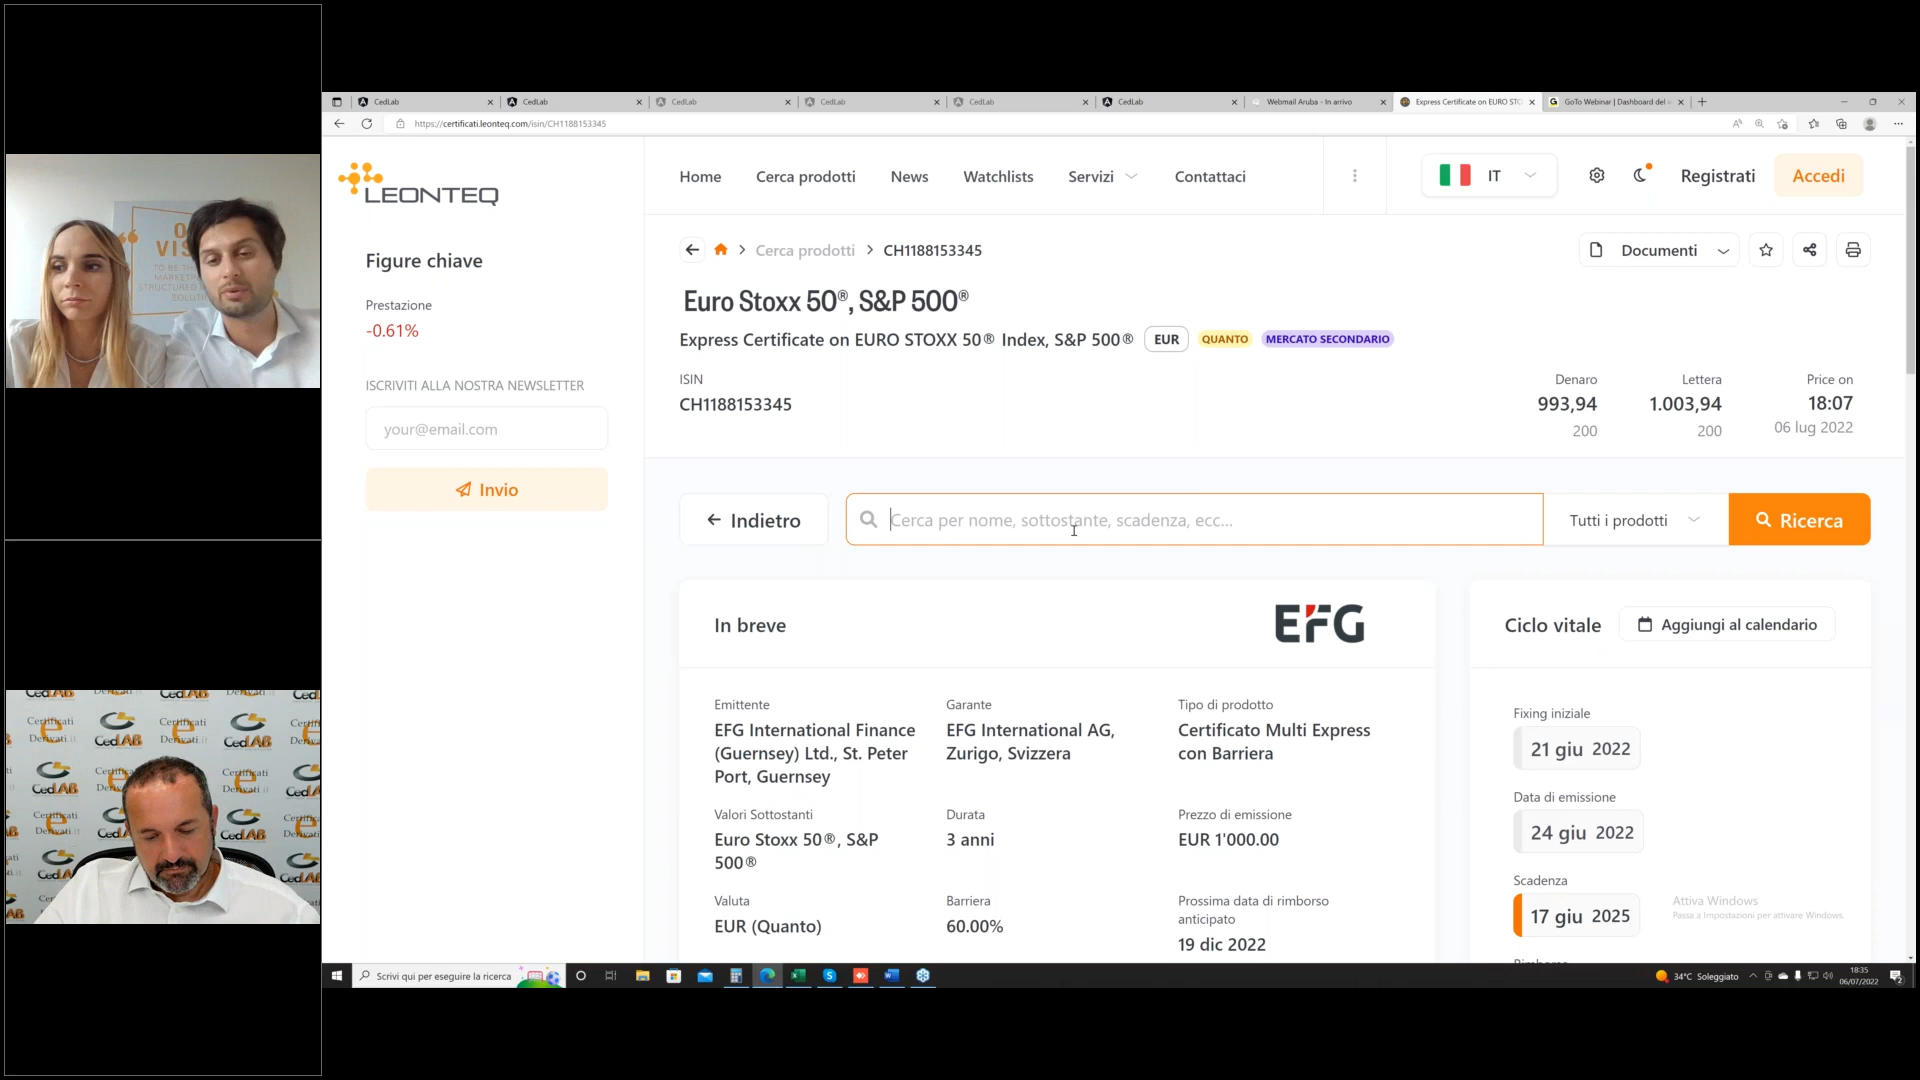 CedLab
CedLab
CedLab
CedLab
CedLab
CedLab
Webmail Aruba - In arrivo
Express Certificate on EURO STO
GoTo Webinar | Dashboard del
https://certificati.leonteq.com/isin/CH1188153345
LEONTEQ
Home
Cerca prodotti
News
Watchlists
Servizi
Contattaci
IT
Registrati
Accedi
Figure chiave
Prestazione
-0.61%
ISCRIVITI ALLA NOSTRA NEWSLETTER
your@email.com
Invio
Cerca prodotti
CH1188153345
Documenti
Euro Stoxx 50®, S&P 500®
Express Certificate on EURO STOXX 50® Index, S&P 500® EUR QUANTO MERCATO SECONDARIO
ISIN
CH1188153345
Denaro
993,94
200
Lettera
1.003,94
200
Price on
18:07
06 lug 2022
Indietro
Cerca per nome, sottostante, scadenza, ecc...
Tutti i prodotti
Ricerca
In breve
EFG
Emittente
EFG International Finance
(Guernsey) Ltd., St. Peter
Port, Guernsey
Garante
EFG International AG,
Zurigo, Svizzera
Tipo di prodotto
Certificato Multi Express
con Barriera
Valori Sottostanti
Euro Stoxx 50®, S&P
500®
Durata
3 anni
Prezzo di emissione
EUR 1'000.00
Valuta
EUR (Quanto)
Barriera
60.00%
Prossima data di rimborso
anticipato
19 dic 2022
Ciclo vitale
Aggiungi al calendario
Fixing iniziale
21 giu 2022
Data di emissione
24 giu 2022
Scadenza
17 giu 2025
Attiva Windows
Passa a Impostazioni per attivare Windows.
Scrivi qui per eseguire la ricerca
34°C Soleggiato
18:35
06/07/2022
TO BE TH
MARKETP
STRUCTURED
SOLUTI
Certificati
Derivati.it
CedLAB